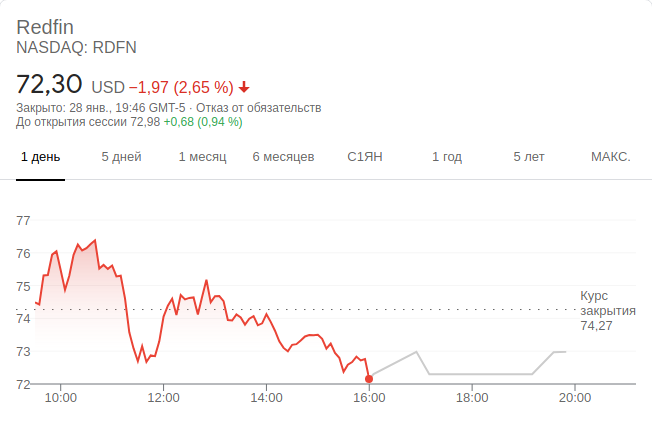 Redfin
NASDAQ: RDFN
72,30 USD −1,97 (2,65 %)
Закрыто: 28 янв., 19:46 GMT-5 · Отказ от обязательств
До открытия сессии 72,98 +0,68 (0,94 %)
1 день 5 дней 1 месяц 6 месяцев С1ЯН 1 год 5 лет МАКС.
77
76
75
74
73
72
Курс
закрытия
74,27
10:00 12:00 14:00 16:00 18:00 20:00